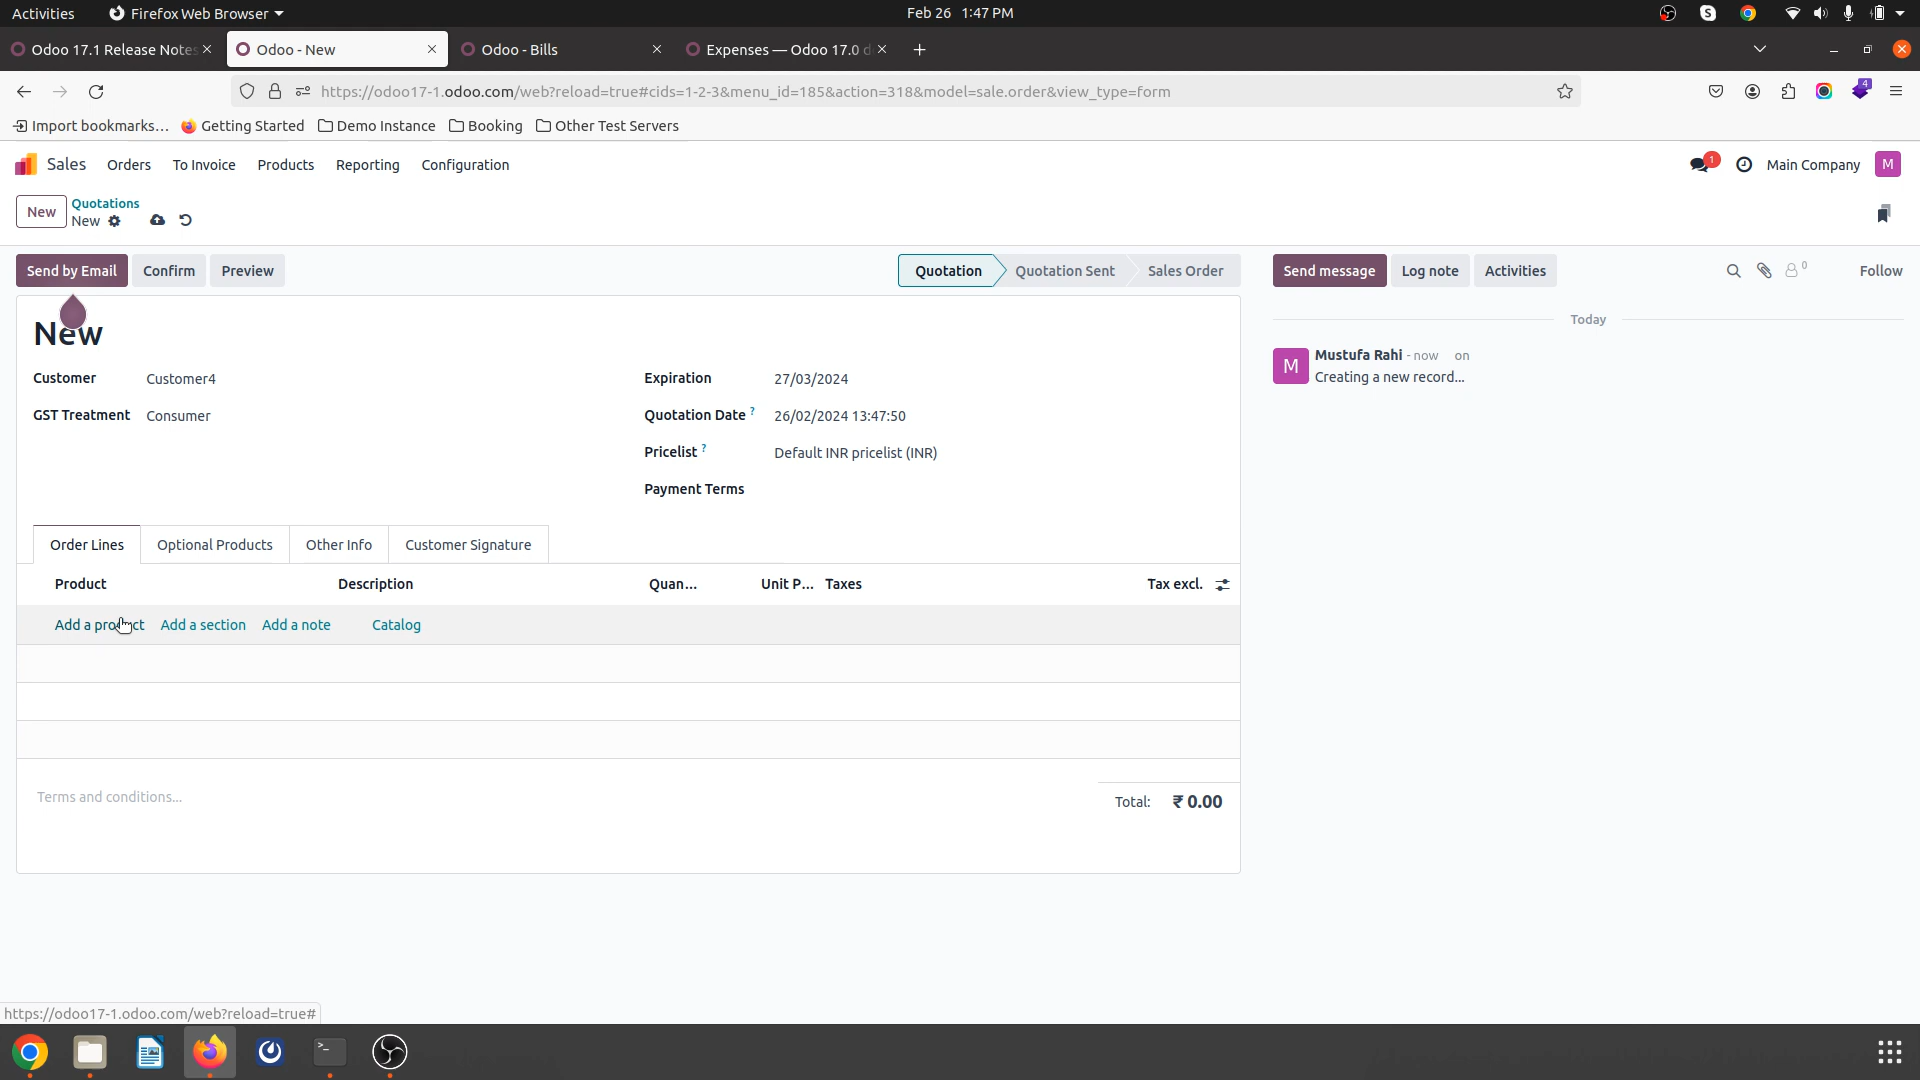 Activities
Firefox Web Browser
Feb 26 1:47 PM
Odoo 17.1 Release Notes
Odoo - New
Odoo - Bills
Expenses — Odoo 17.0 d
https://odoo17-1.odoo.com/web?reload=true#cids=1-2-3&menu_id=185&action=318&model=sale.order&view_type=form
4
Import bookmarks...
Getting Started
Demo Instance
Booking
Other Test Servers
Sales
Orders
To Invoice
Products
Reporting
Configuration
1
Main Company
M
New
Quotations
New
Send by Email
Confirm
Preview
Quotation
Quotation Sent
Sales Order
Send message
Log note
Activities
0
Follow
New
Today
Customer
Customer4
Expiration
27/03/2024
M
Mustufa Rahi - now on
Creating a new record...
GST Treatment
Consumer
Quotation Date ?
26/02/2024 13:47:50
Pricelist ?
Default INR pricelist (INR)
Payment Terms
Order Lines
Optional Products
Other Info
Customer Signature
Product
Description
Quan...
Unit P...
Taxes
Tax excl.
Add a product
Add a section
Add a note
Catalog
Terms and conditions...
Total: ₹ 0.00
https://odoo17-1.odoo.com/web?reload=true#